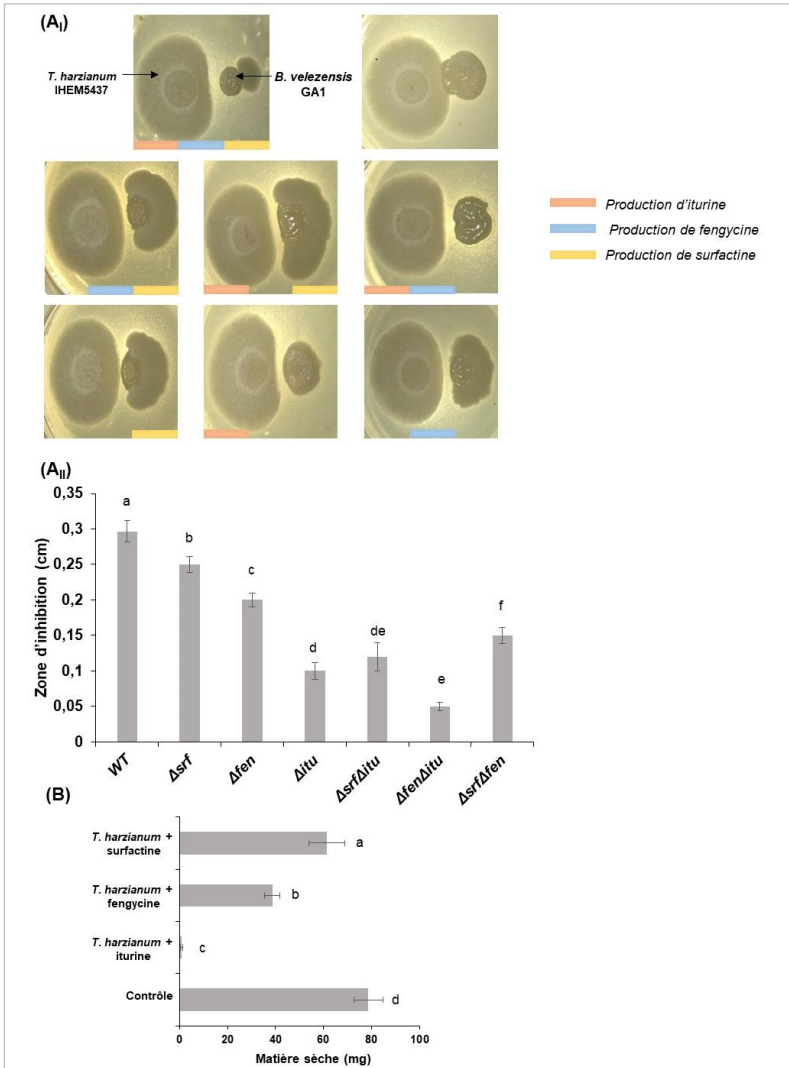 (AI)
T. harzianum
IHEM5437
B. velezensis
GA1
Production d'iturine
Production de fengycine
Production de surfactine
(AII)
Zone d'inhibition (cm)
0,35
0,3
0,25
0,2
0,15
0,1
0,05
0
a
b
c
d
de
e
f
WT
Δsrf
Δfen
Δitu
ΔsrfΔitu
ΔfenΔitu
ΔsrfΔfen
(B)
T. harzianum +
surfactine
a
T. harzianum +
fengycine
b
T. harzianum +
iturine
c
Contrôle
d
0 20 40 60 80 100
Matière sèche (mg)